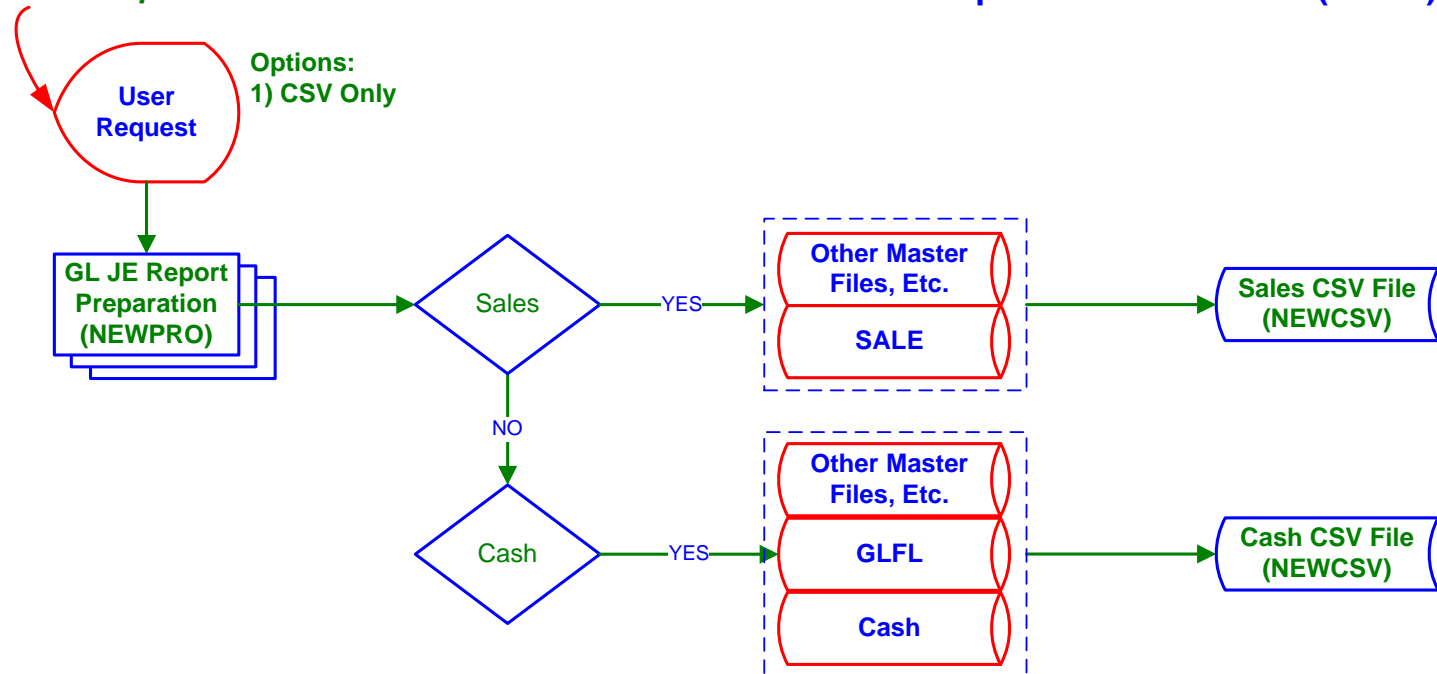 Options:
1) CSV Only
User
Request
GL JE Report
Preparation
(NEWPRO)
Sales
YES
Other Master
Files, Etc.
SALE
Sales CSV File
(NEWCSV)
NO
Cash
YES
Other Master
Files, Etc.
GLFL
Cash
Cash CSV File
(NEWCSV)